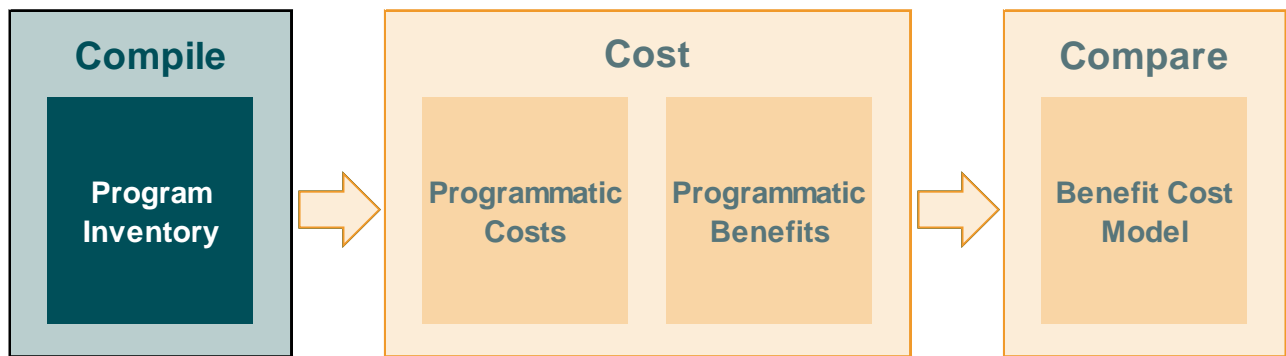 Compile
Program
Inventory
Cost
Programmatic
Costs
Programmatic
Benefits
Compare
Benefit Cost
Model